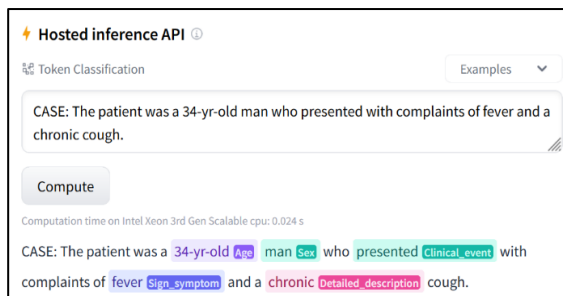 Hosted inference API
Token Classification
Examples
CASE: The patient was a 34-yr-old man who presented with complaints of fever and a
chronic cough.
Compute
Computation time on Intel Xeon 3rd Gen Scalable cpu: 0.024 s
CASE: The patient was a 34-yr-old Age man Sex who presented Clinical_event with
complaints of fever Sign_symptom and a chronic Detailed_description cough.